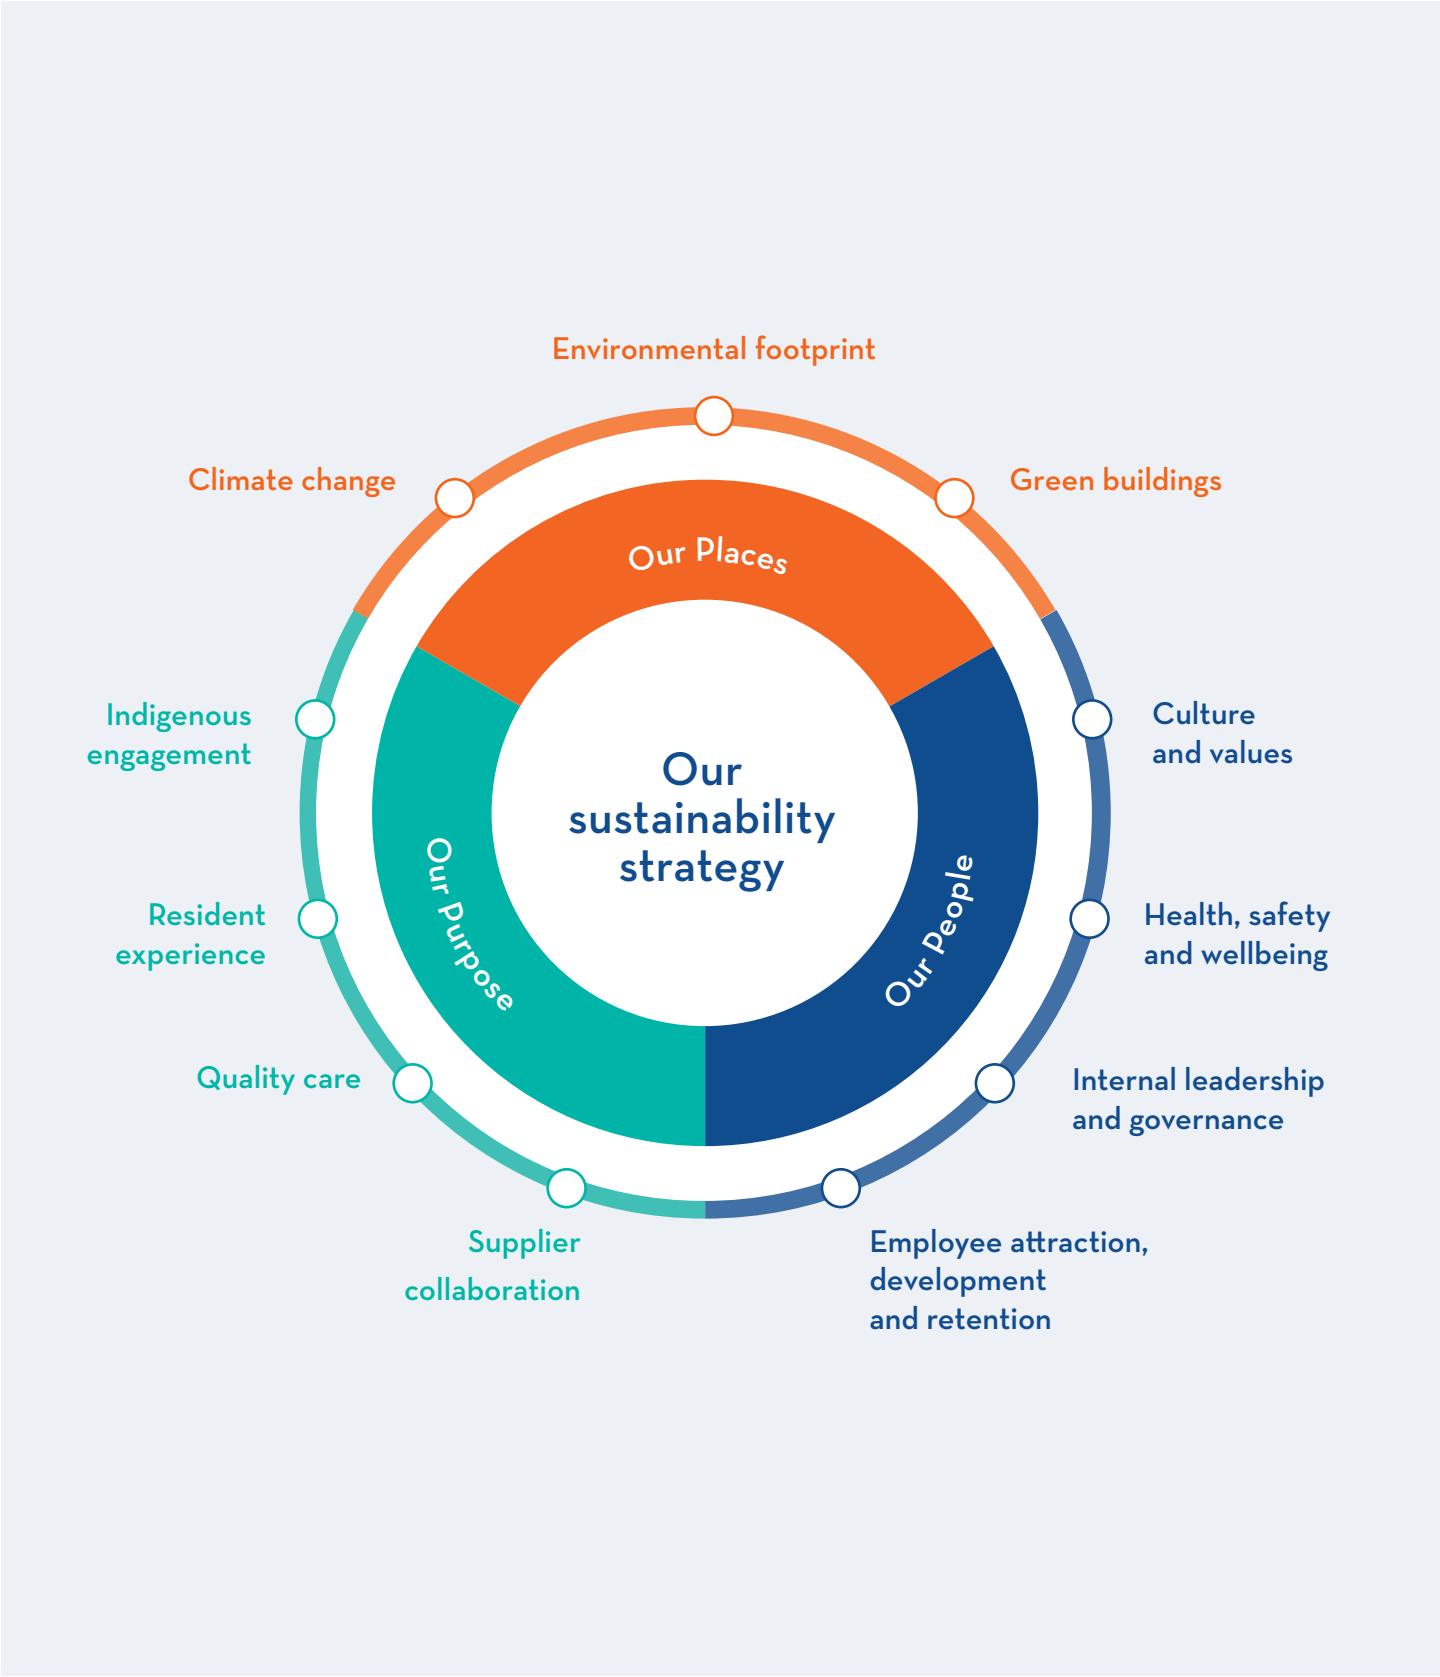 Environmental footprint
Climate change
Green buildings
Our Places
Indigenous
engagement
Culture
and values
Our
sustainability
strategy
Our Purpose
Our People
Resident
experience
Health, safety
and wellbeing
Quality care
Internal leadership
and governance
Supplier
collaboration
Employee attraction,
development
and retention